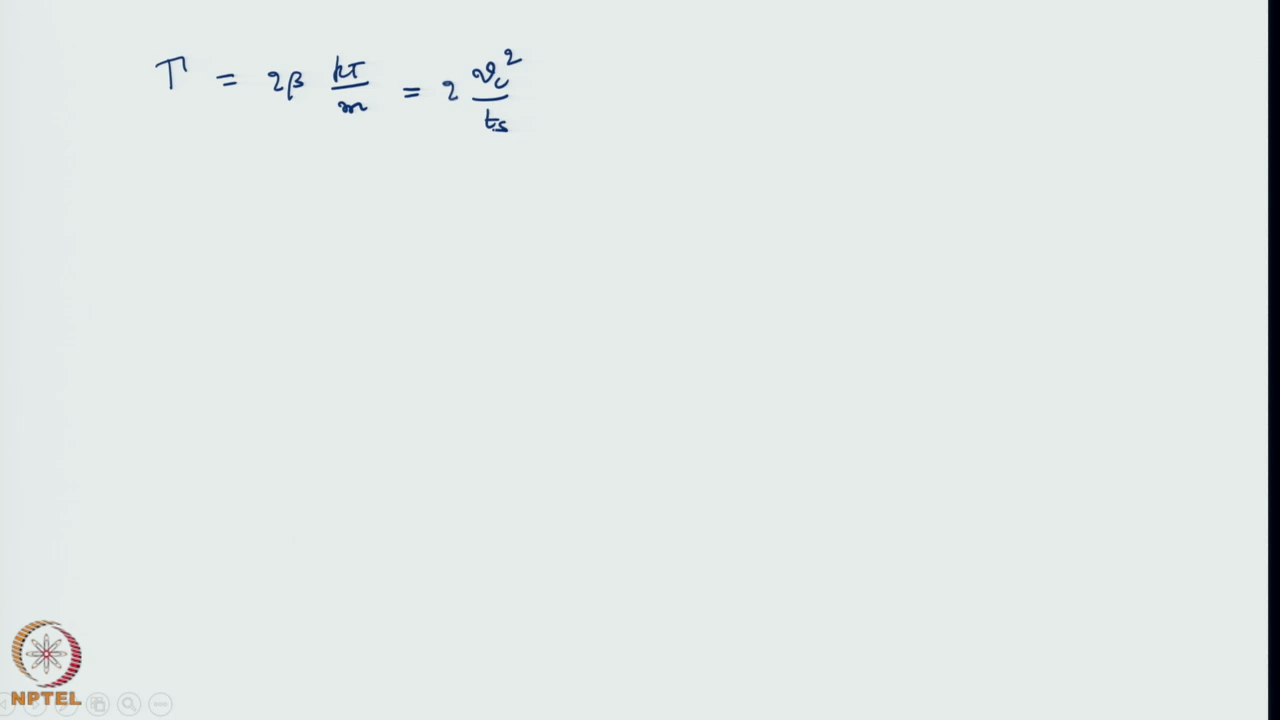 Γ = 2β kT/m = 2 v_c²/t_s
NPTEL